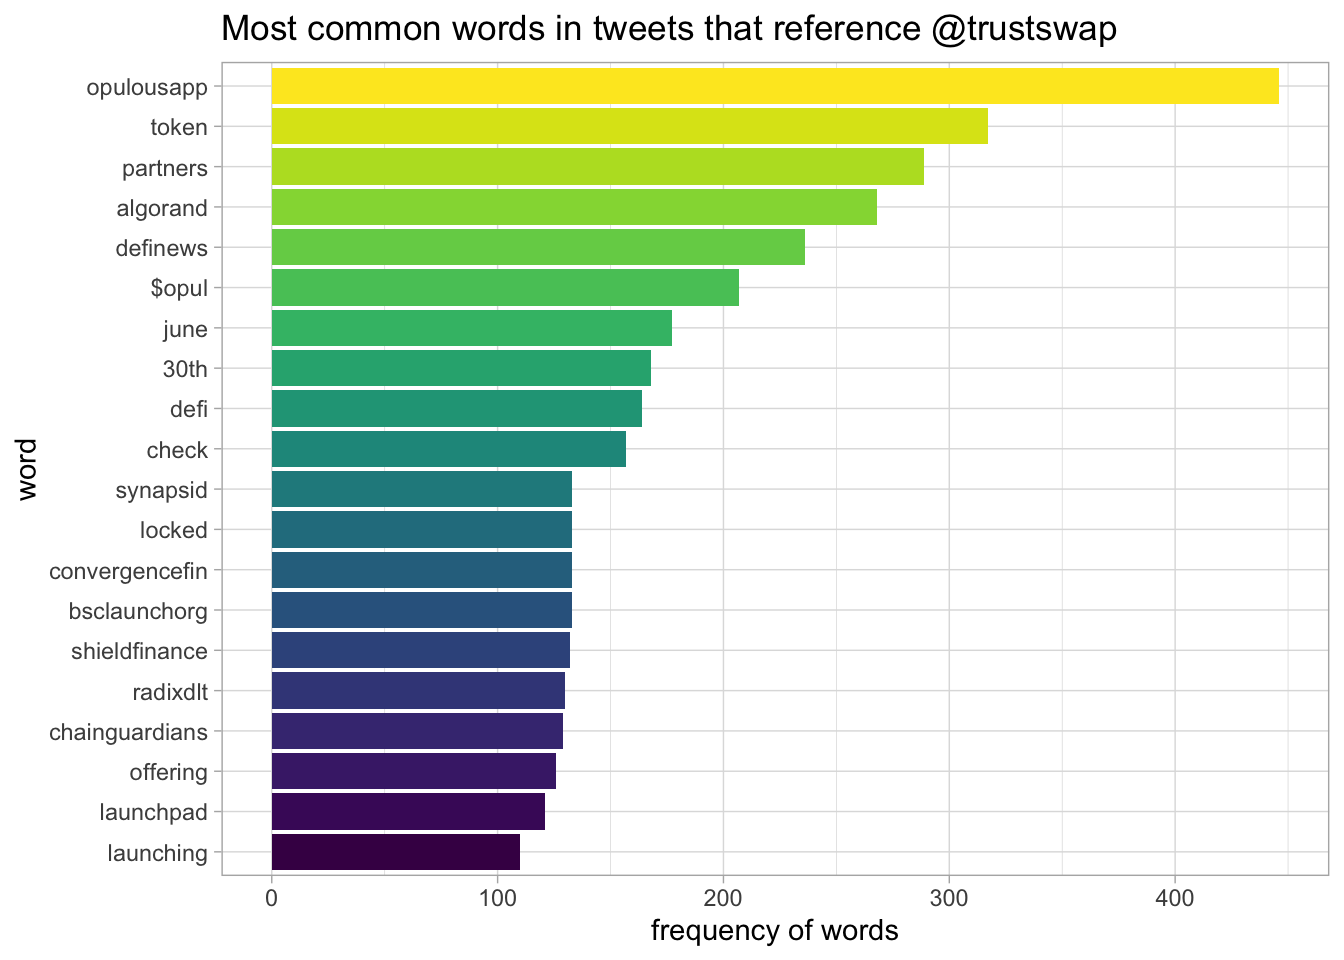 Most common words in tweets that reference @trustswap
opulousapp
token
partners
algorand
definews
$opul
june
30th
defi
check
synapsid
locked
convergencefin
bsclaunchorg
shieldfinance
radixdlt
chainguardians
offering
launchpad
launching
word
0 100 200 300 400
frequency of words